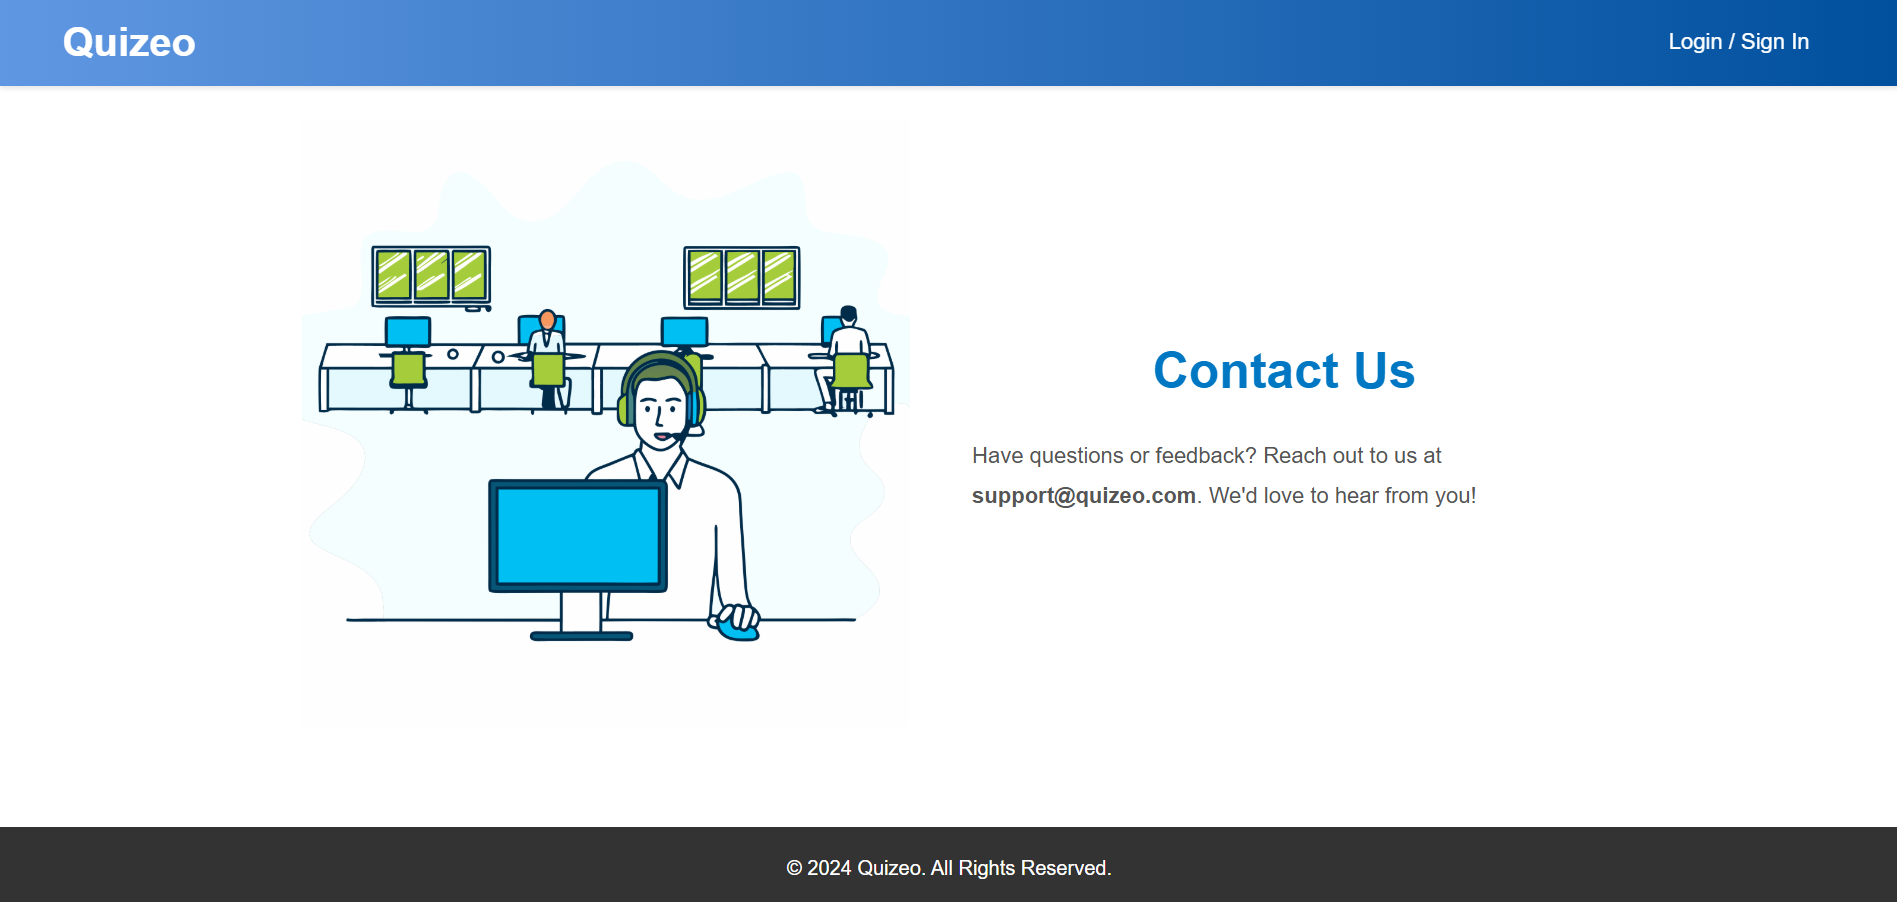 Quizeo
Login / Sign In
Contact Us
Have questions or feedback? Reach out to us at
support@quizeo.com. We'd love to hear from you!
© 2024 Quizeo. All Rights Reserved.